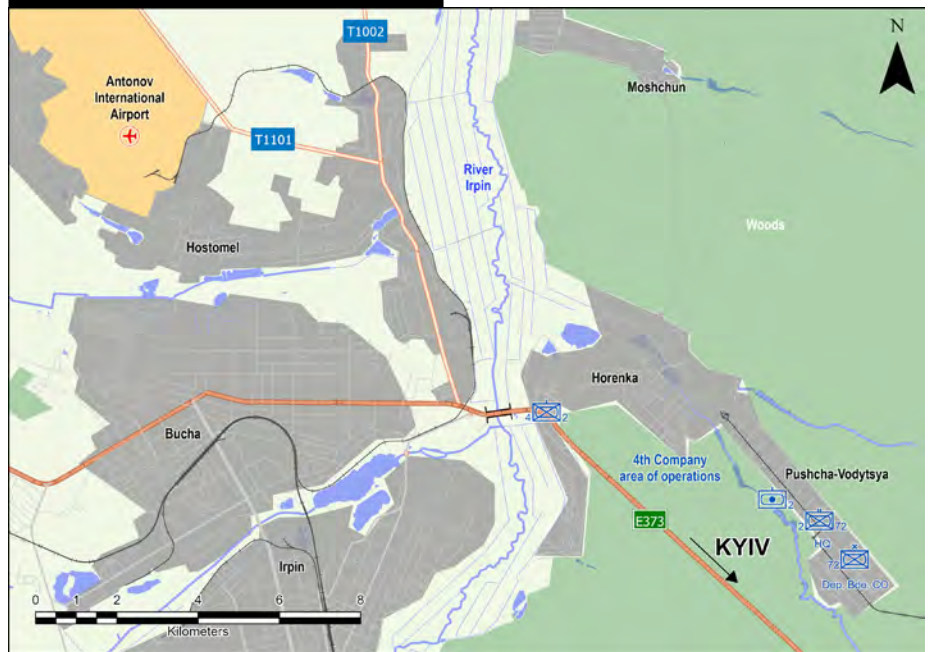 T1002
N
Antonov
International
Airport
Moshchun
T1101
River
Irpin
Woods
Hostomel
Horenka
4
2
Bucha
4th Company
area of operations
Pushcha-Vodytsya
2
E373
2
72
HQ
KYIV
72
Dep. Bde. CO
Irpin
0 1 2 4 6 8
Kilometers